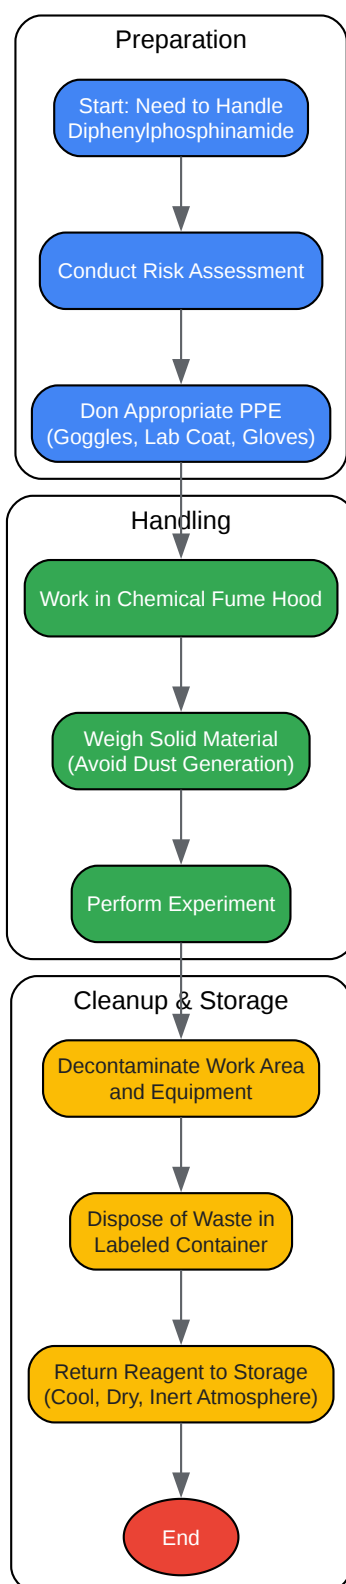 Preparation
Start: Need to Handle
Diphenylphosphinamide
Conduct Risk Assessment
Don Appropriate PPE
(Goggles, Lab Coat, Gloves)
Handling
Work in Chemical Fume Hood
Weigh Solid Material
(Avoid Dust Generation)
Perform Experiment
Cleanup & Storage
Decontaminate Work Area
and Equipment
Dispose of Waste in
Labeled Container
Return Reagent to Storage
(Cool, Dry, Inert Atmosphere)
End